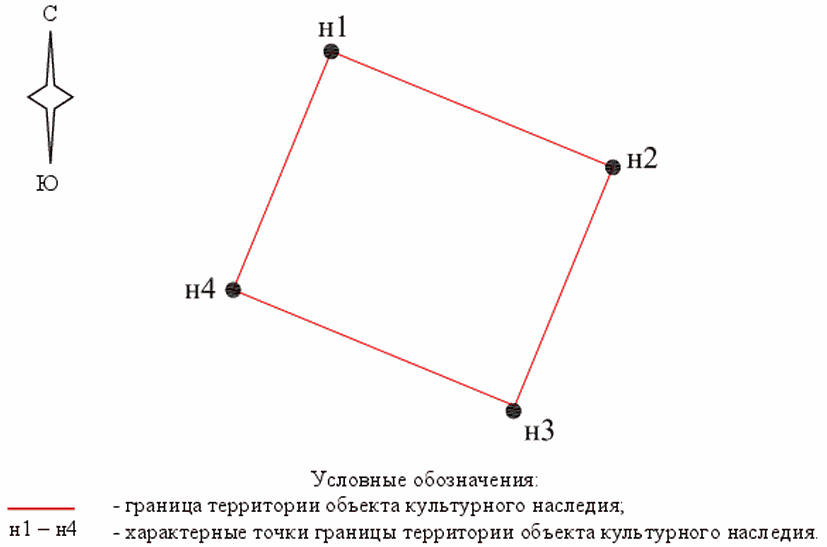 С
Ю
н1
н2
н4
н3
Условные обозначения:
- граница территории объекта культурного наследия;
н1 – н4 - характерные точки границы территории объекта культурного наследия.